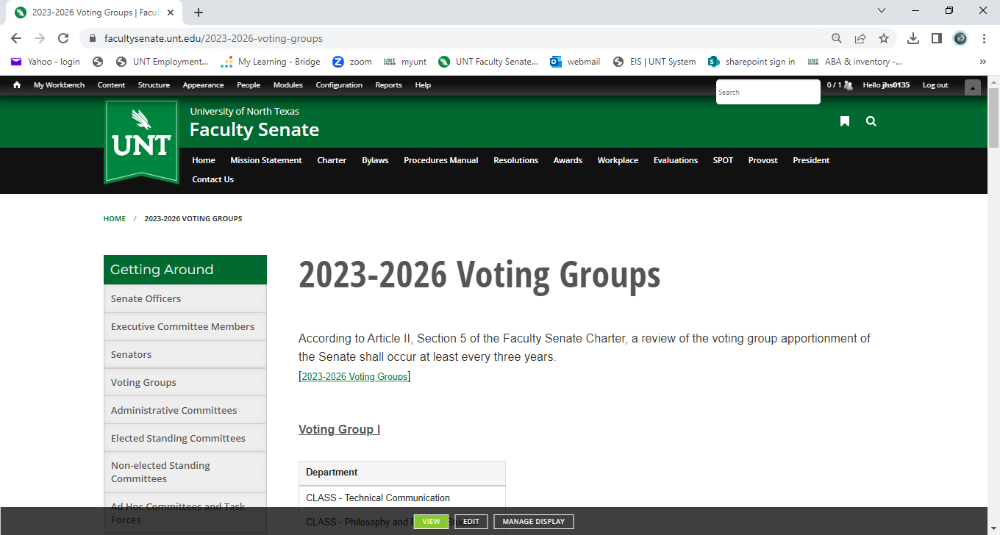 2023-2026 Voting Groups | Facul
facultysenate.unt.edu/2023-2026-voting-groups
Yahoo - login
UNT Employment...
My Learning - Bridge
zoom
UNT
myunt
UNT Faculty Senate...
webmail
EIS | UNT System
sharepoint sign in
UNT
ABA & inventory -...
»
My Workbench Content Structure Appearance People Modules Configuration Reports Help
Search
0 / 1
Hello jhs0135
Log out
UNT
University of North Texas
Faculty Senate
Home Mission Statement Charter Bylaws Procedures Manual Resolutions Awards Workplace Evaluations SPOT Provost President
Contact Us
HOME / 2023-2026 VOTING GROUPS
Getting Around
Senate Officers
Executive Committee Members
Senators
Voting Groups
Administrative Committees
Elected Standing Committees
Non-elected Standing
Committees
Ad Hoc Committees and Task
Forces
2023-2026 Voting Groups
According to Article II, Section 5 of the Faculty Senate Charter, a review of the voting group apportionment of
the Senate shall occur at least every three years.
[2023-2026 Voting Groups]
Voting Group I
Department
CLASS - Technical Communication
CLASS - Philosophy and
VIEW EDIT MANAGE DISPLAY